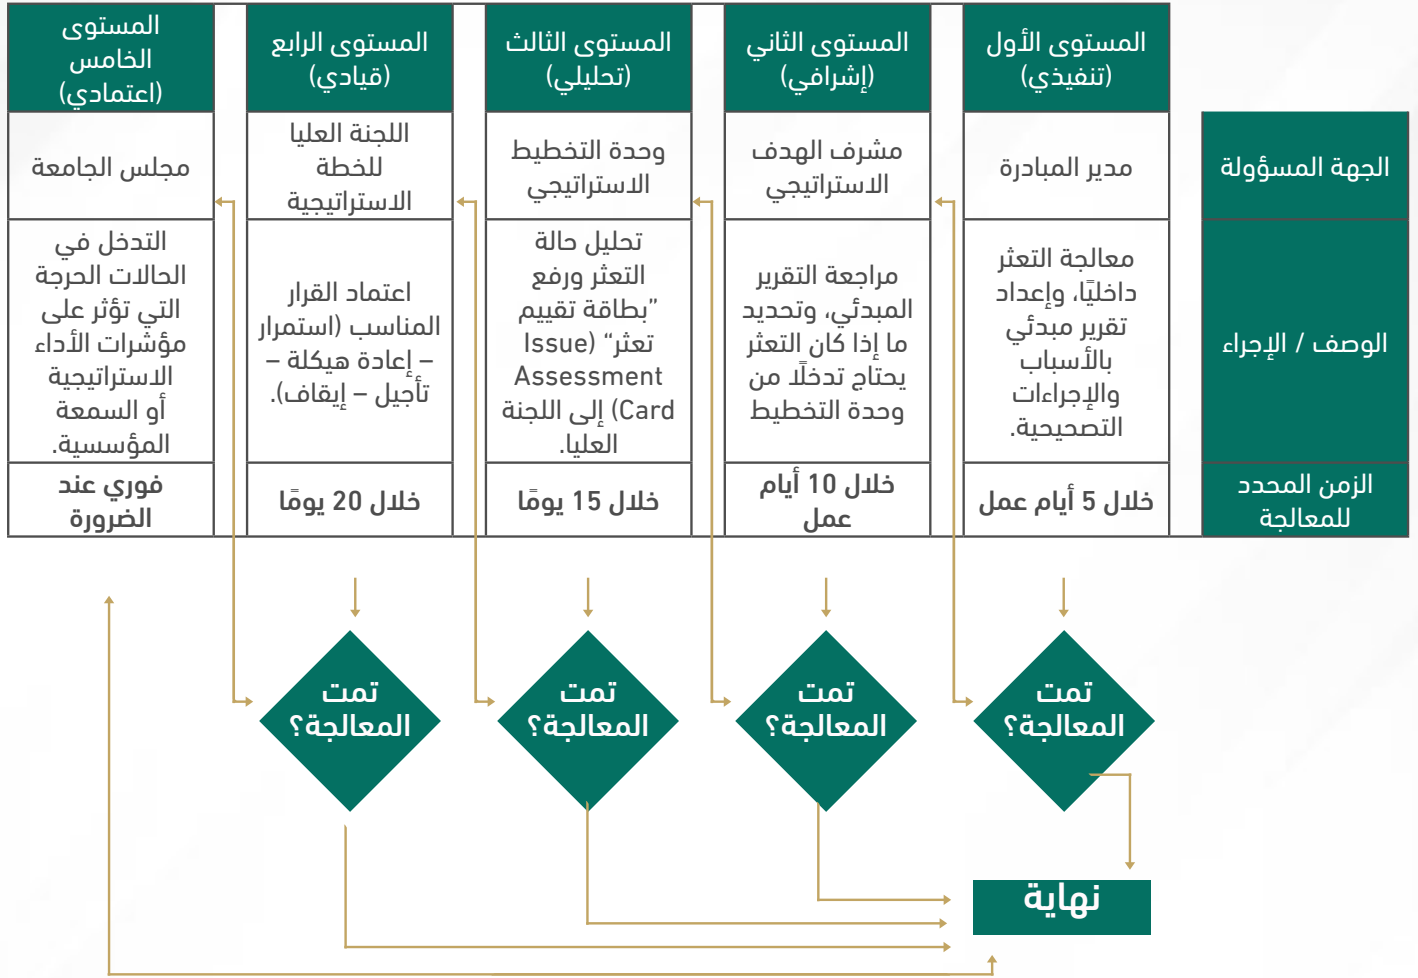 المستوى الأول
(تنفيذي)
المستوى الثاني
(إشرافي)
المستوى الثالث
(تحليلي)
المستوى الرابع
(قيادي)
المستوى
الخامس
(اعتمادي)
الجهة المسؤولة
مدير المبادرة
مشرف الهدف
الاستراتيجي
وحدة التخطيط
الاستراتيجي
اللجنة العليا
للخطة
الاستراتيجية
مجلس الجامعة
الوصف / الإجراء
معالجة التعثر
داخليًا، وإعداد
تقرير مبدئي
بالأسباب
والإجراءات
التصحيحية.
مراجعة التقرير
المبدئي، وتحديد
ما إذا كان التعثر
يحتاج تدخلًا من
وحدة التخطيط
تحليل حالة
التعثر ورفع
"بطاقة تقييم
تعثر" (Issue
Assessment
Card) إلى اللجنة
العليا.
اعتماد القرار
المناسب (استمرار
– إعادة هيكلة –
تأجيل – إيقاف).
التدخل في
الحالات الحرجة
التي تؤثر على
مؤشرات الأداء
الاستراتيجية
أو السمعة
المؤسسية.
الزمن المحدد
للمعالجة
خلال 5 أيام عمل
خلال 10 أيام
عمل
خلال 15 يومًا
خلال 20 يومًا
فوري عند
الضرورة
تمت
المعالجة؟
تمت
المعالجة؟
تمت
المعالجة؟
تمت
المعالجة؟
نهاية